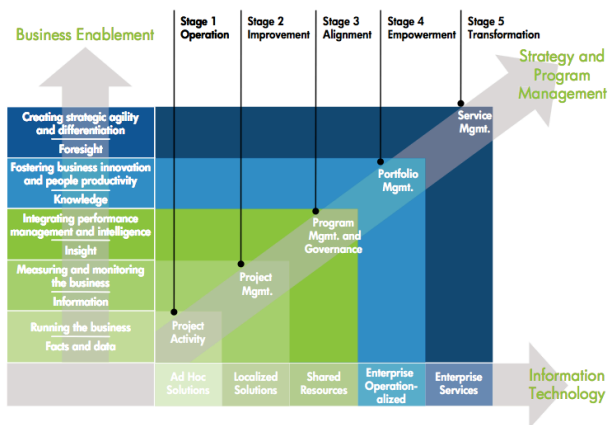 Business Enablement
Stage 1
Operation
Stage 2
Improvement
Stage 3
Alignment
Stage 4
Empowerment
Stage 5
Transformation
Strategy and
Program
Management
Creating strategic agility
and differentiation
Foresight
Service
Mgmt.
Fostering business innovation
and people productivity
Knowledge
Portfolio
Mgmt.
Integrating performance
management and intelligence
Insight
Program
Mgmt. and
Governance
Measuring and monitoring
the business
Information
Project
Mgmt.
Running the business
Facts and data
Project
Activity
Ad Hoc
Solutions
Localized
Solutions
Shared
Resources
Enterprise
Operation-
alized
Enterprise
Services
Information
Technology